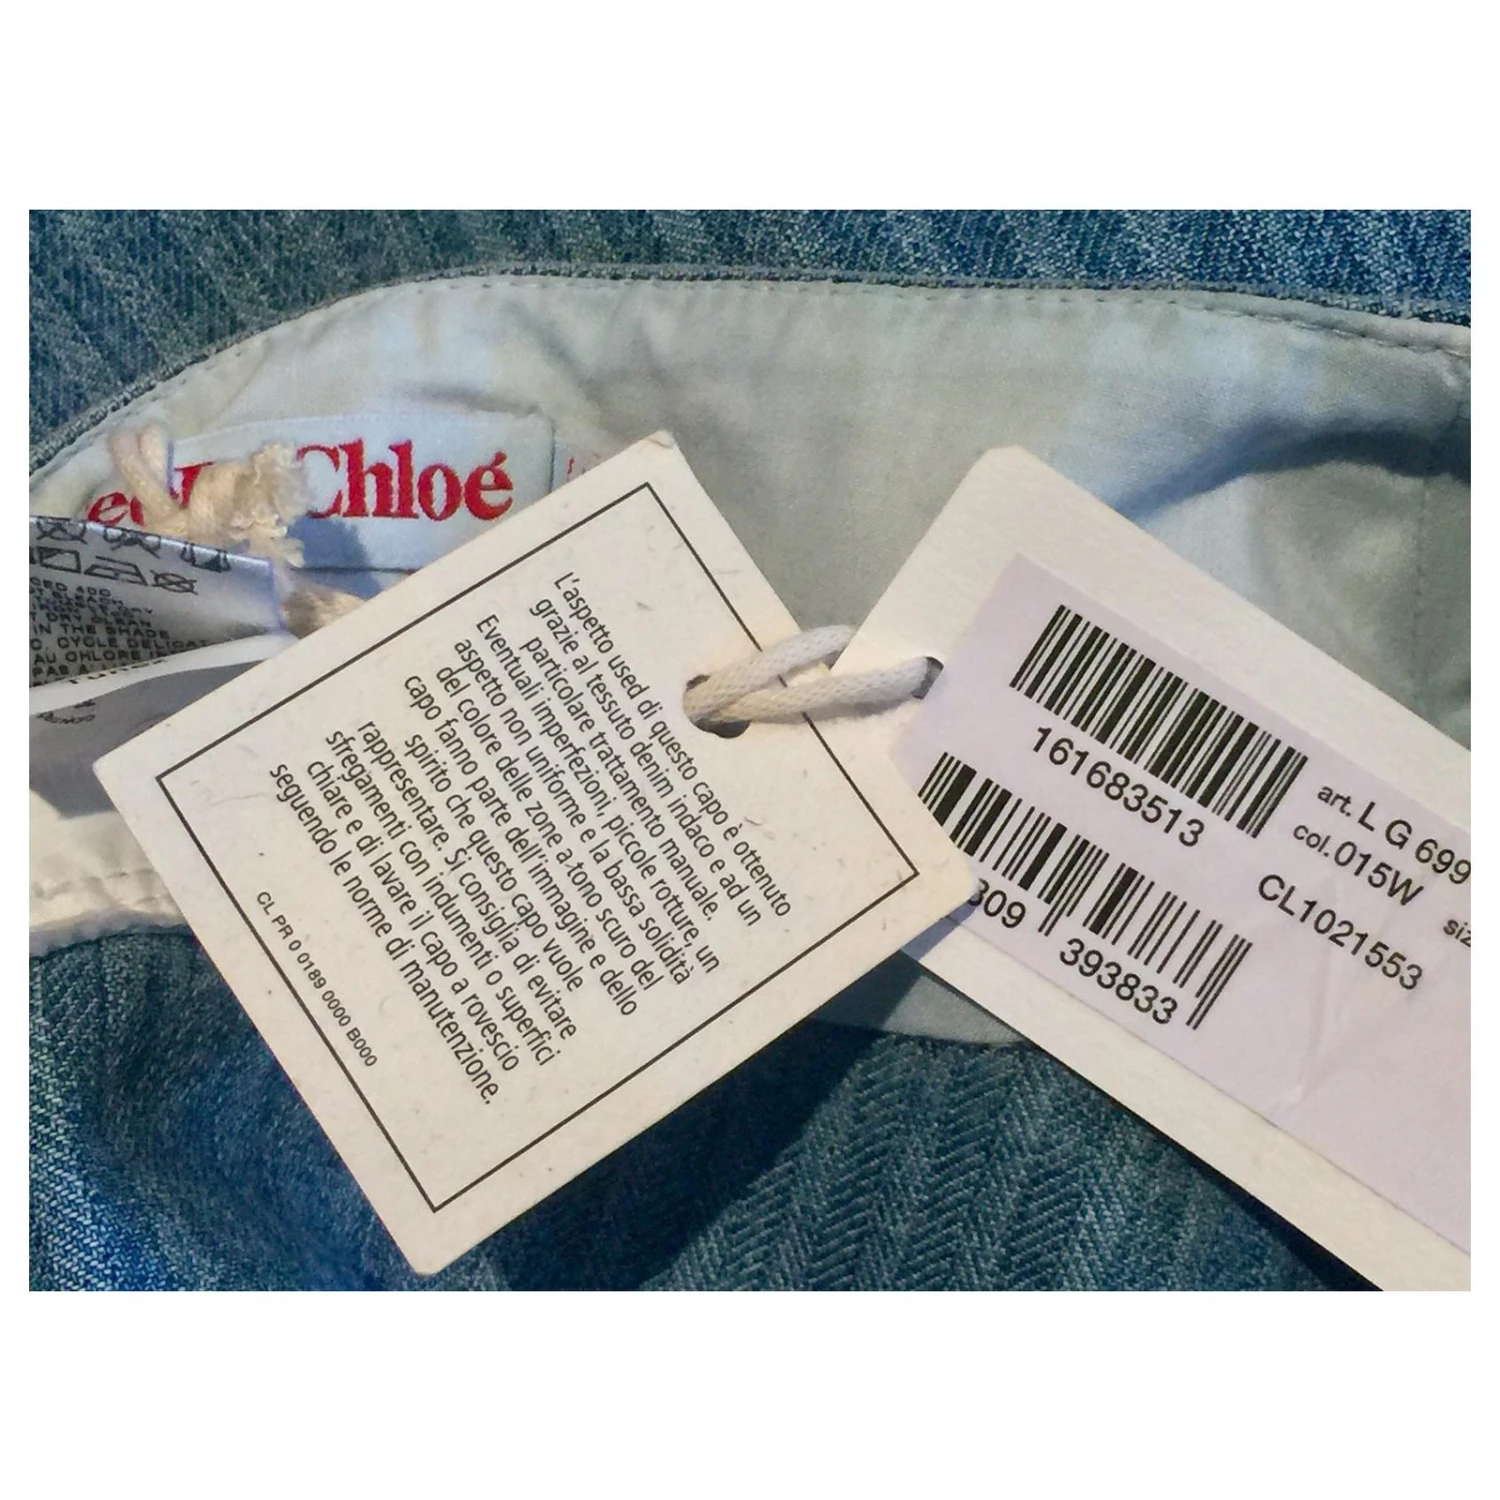 Chloé
IN THE SHADE
L'aspetto used di questo capo è ottenuto
grazie al tessuto denim indaco e ad un
particolare trattamento manuale.
Eventuali imperfezioni, piccole rotture, un
aspetto non uniforme e la bassa solidità
del colore delle zone a tono scuro del
capo fanno parte dell'immagine e dello
spirito che questo capo vuole
rappresentare. Si consiglia di evitare
sfregamenti con indumenti o superfici
chiare e di lavare il capo a rovescio
seguendo le norme di manutenzione.
CL PR 0 0189 0000 B000
161683513
art. L G 699
col. 015W
CL1021553
809 393833